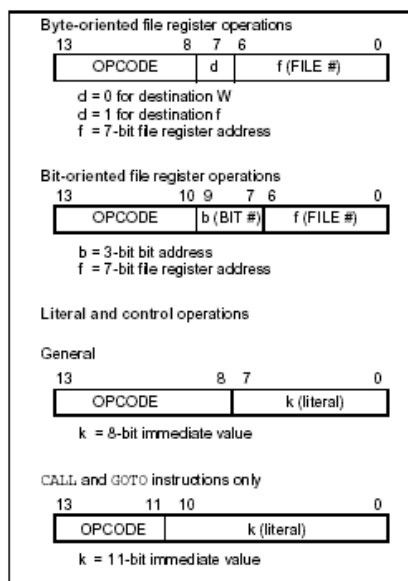 Byte-oriented file register operations
13 8 7 6 0
OPCODE d f (FILE #)
d = 0 for destination W
d = 1 for destination f
f = 7-bit file register address
Bit-oriented file register operations
13 10 9 7 6 0
OPCODE b (BIT #) f (FILE #)
b = 3-bit bit address
f = 7-bit file register address
Literal and control operations
General
13 8 7 0
OPCODE k (literal)
k = 8-bit immediate value
CALL and GOTO instructions only
13 11 10 0
OPCODE k (literal)
k = 11-bit immediate value